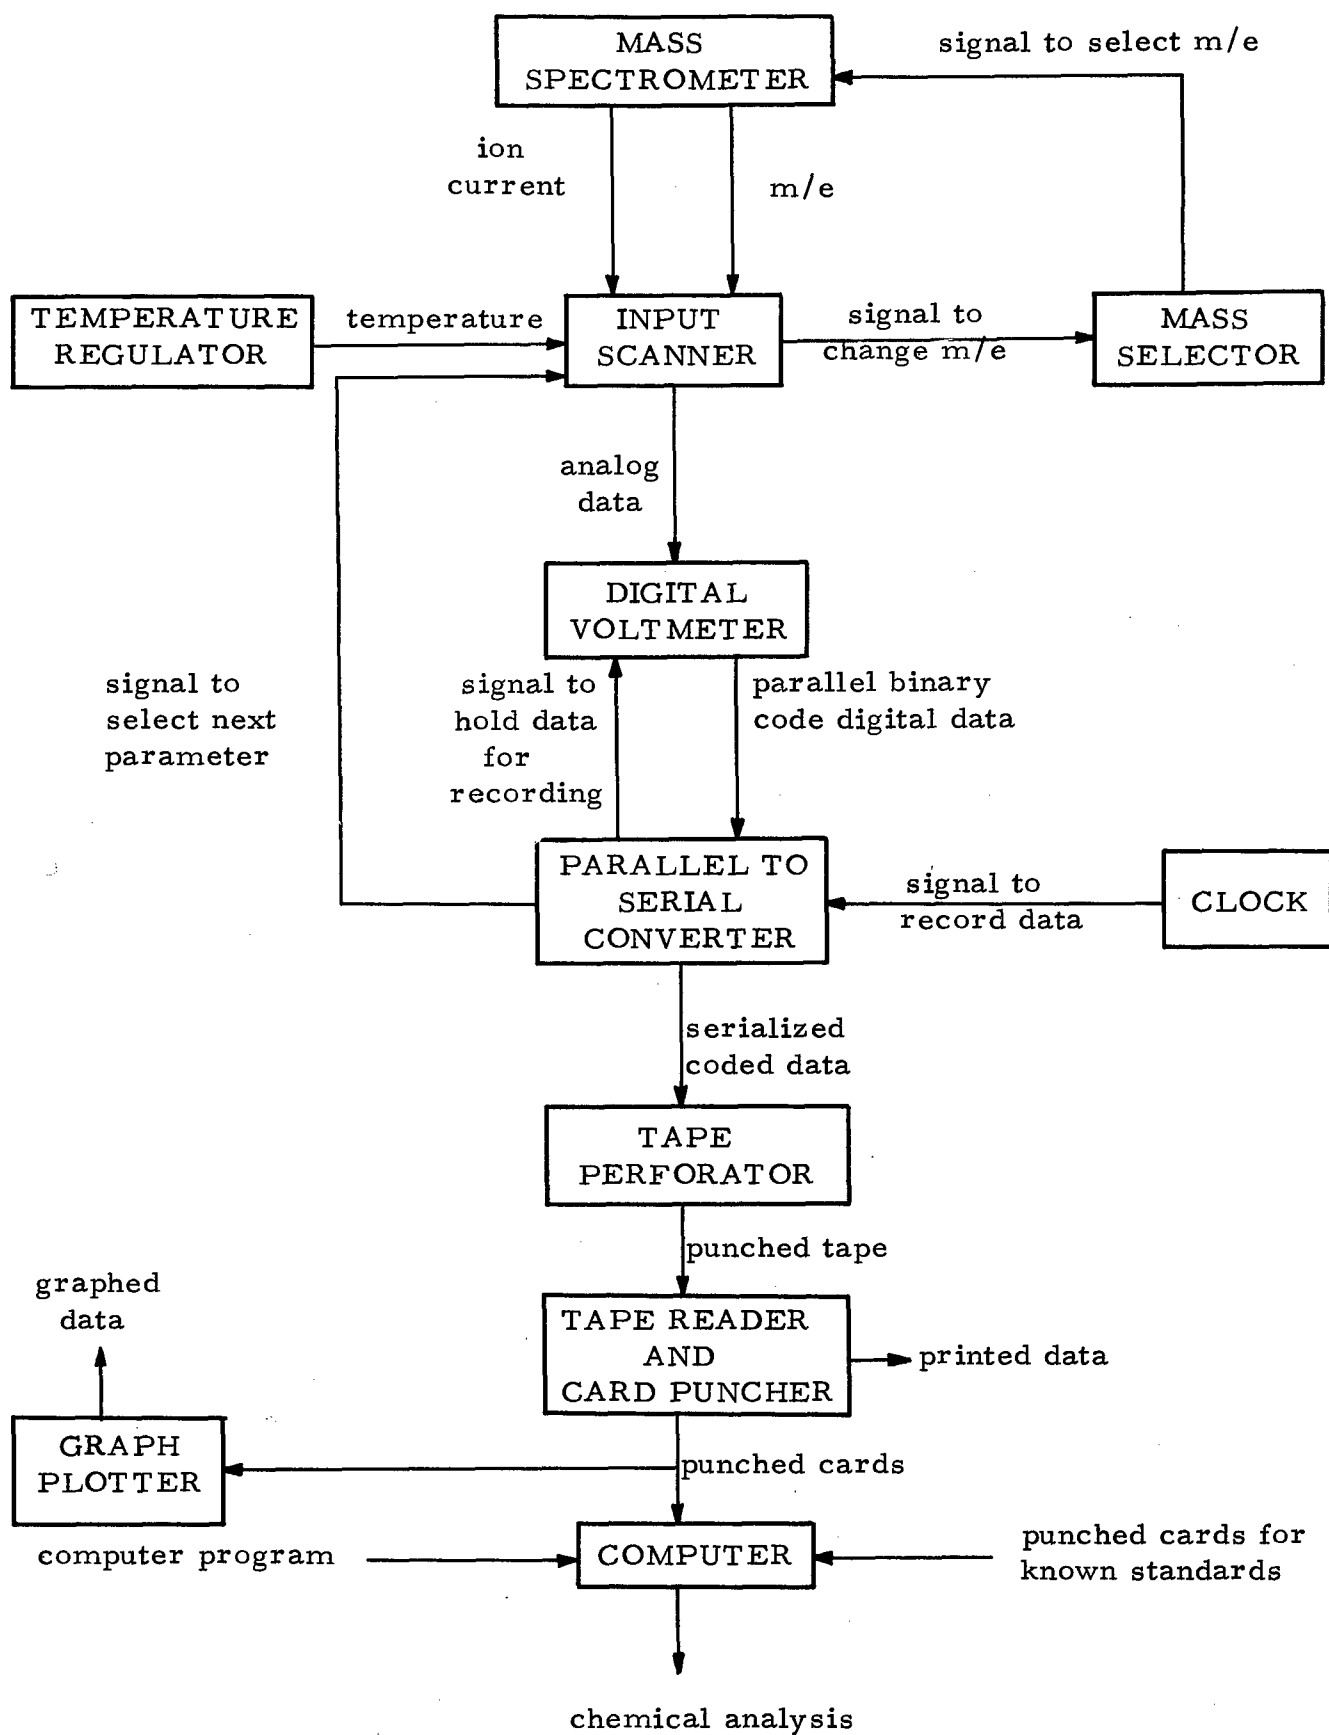 MASS
SPECTROMETER
signal to select m/e
ion
current
m/e
TEMPERATURE
REGULATOR
temperature
INPUT
SCANNER
signal to
change m/e
MASS
SELECTOR
analog
data
DIGITAL
VOLTMETER
signal to
select next
parameter
signal to
hold data
for
recording
parallel binary
code digital data
PARALLEL TO
SERIAL
CONVERTER
signal to
record data
CLOCK
serialized
coded data
TAPE
PERFORATOR
punched tape
graphed
data
TAPE READER
AND
CARD PUNCHER
printed data
GRAPH
PLOTTER
punched cards
computer program
COMPUTER
punched cards for
known standards
chemical analysis